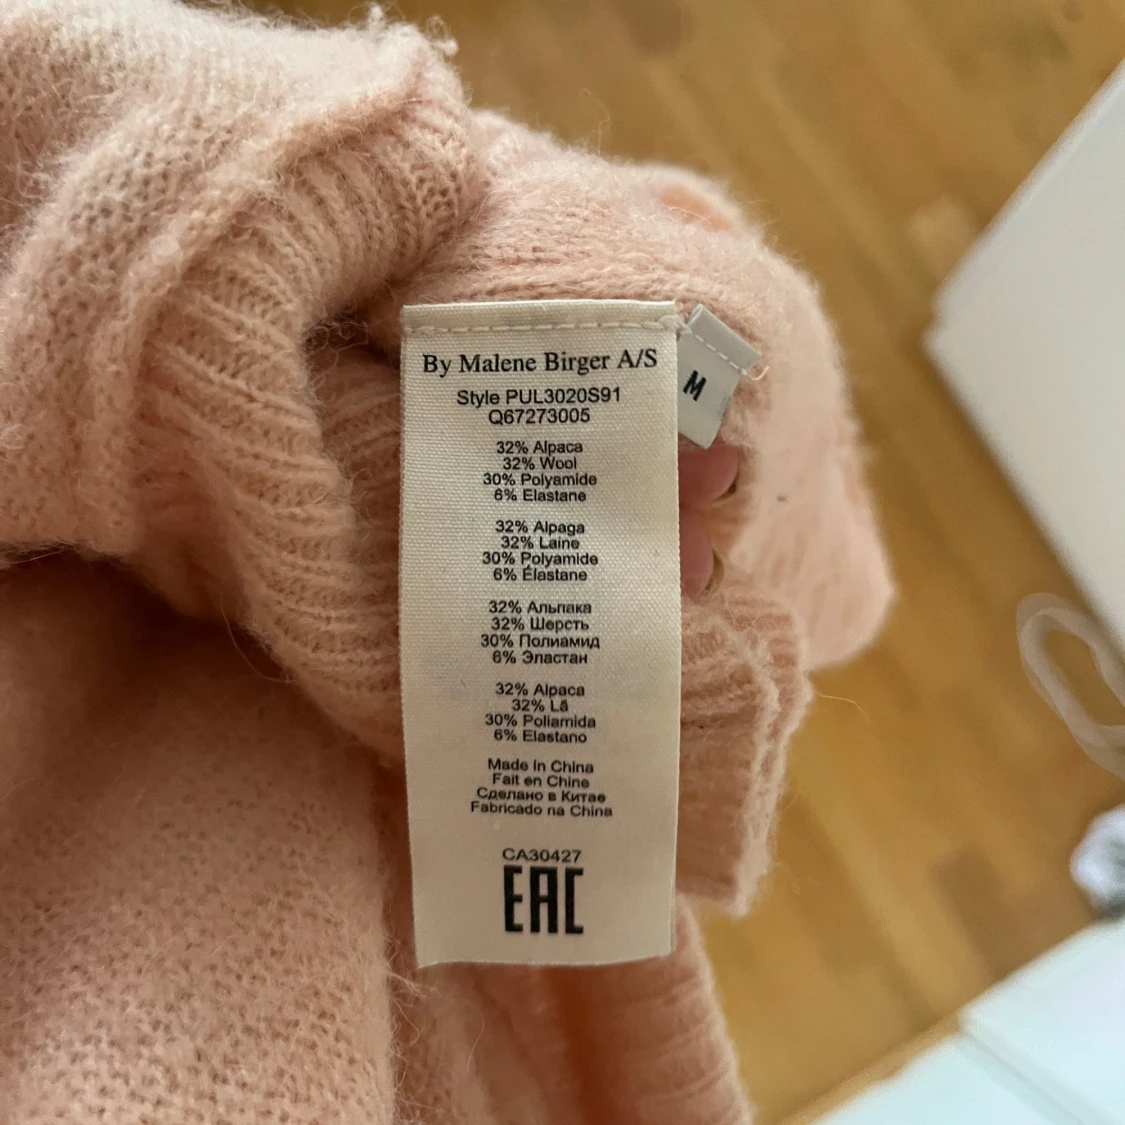 By Malene Birger A/S
M
Style PUL3020S91
Q67273005
32% Alpaca
32% Wool
30% Polyamide
6% Elastane
32% Alpaga
32% Laine
30% Polyamide
6% Élastane
32% Альпака
32% Шерсть
30% Полиамид
6% Эластан
32% Alpaca
32% Lã
30% Poliamida
6% Elastano
Made in China
Fait en Chine
Сделано в Китае
Fabricado na China
CA30427
EAC